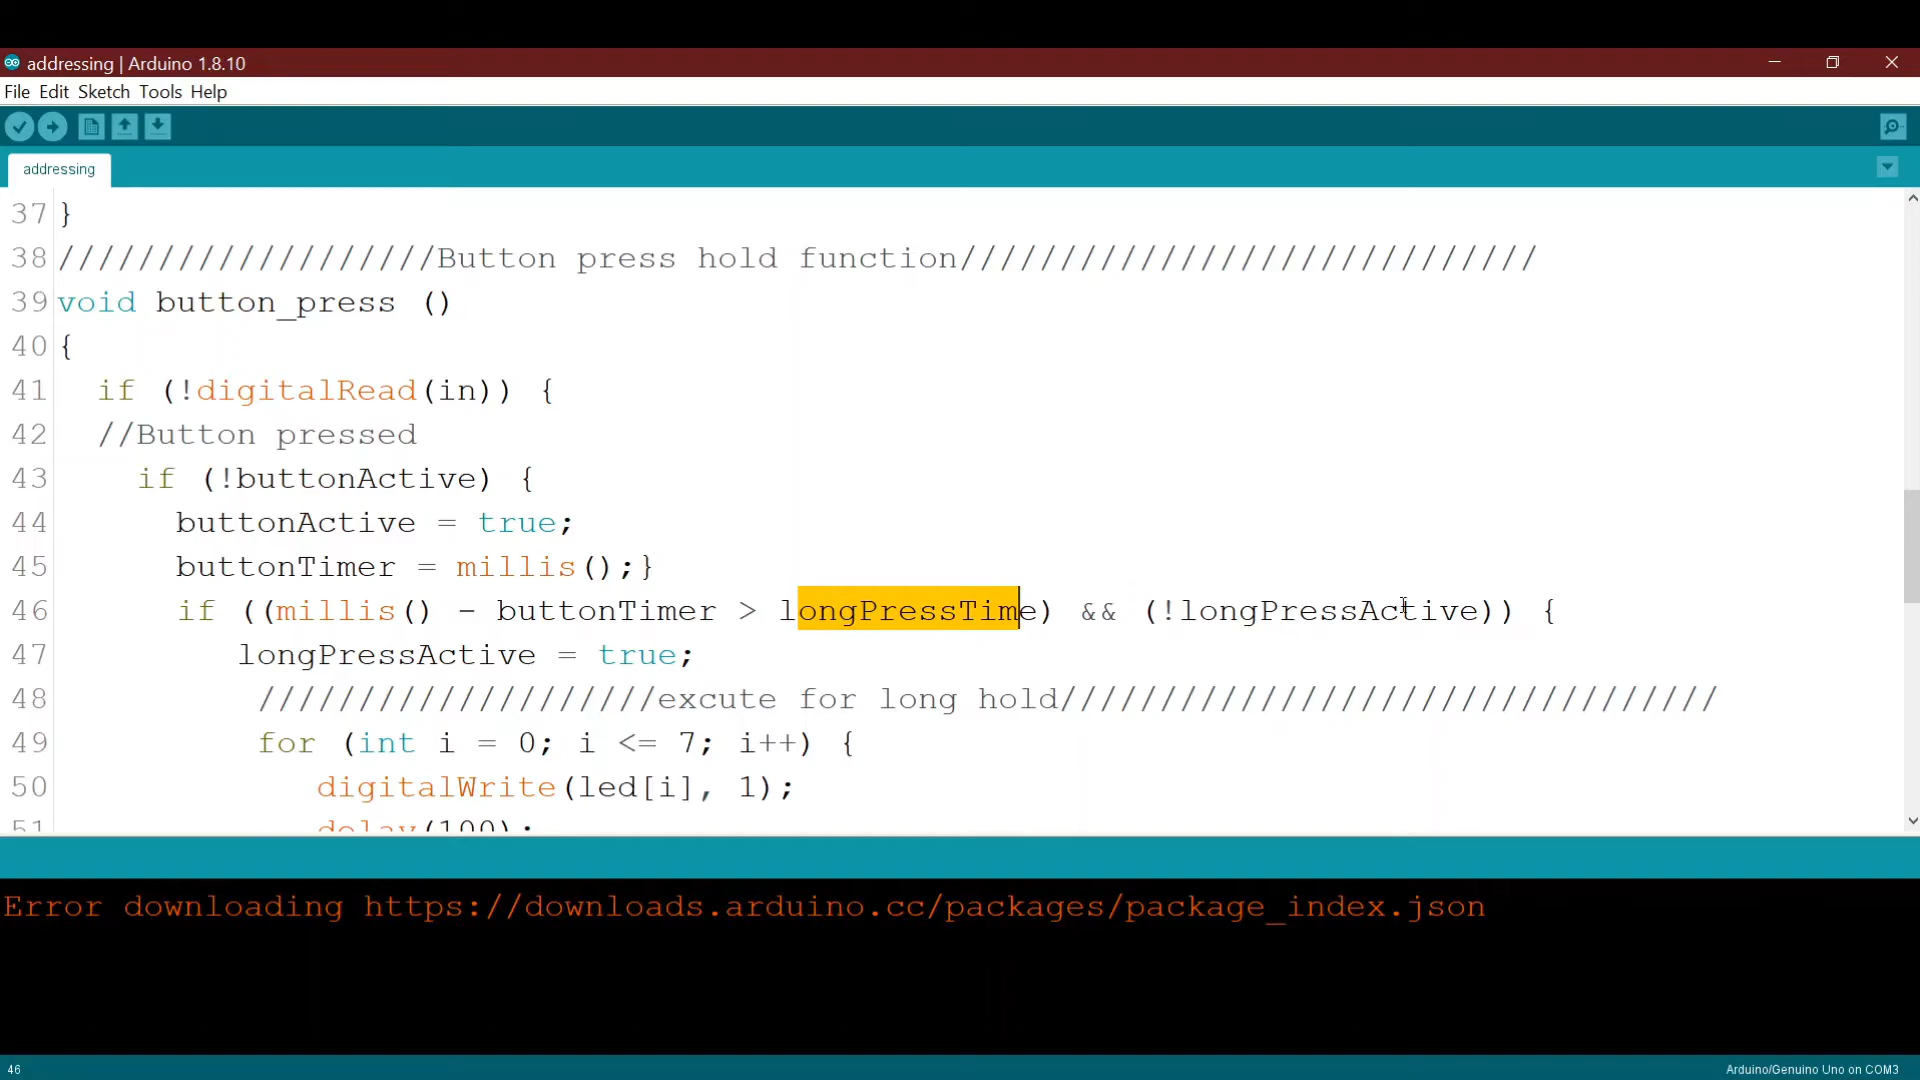 addressing | Arduino 1.8.10
File Edit Sketch Tools Help
addressing
37 }
38 ///////////////////Button press hold function/////////////////////////////
39 void button_press ()
40 {
41 if (!digitalRead(in)) {
42 //Button pressed
43 if (!buttonActive) {
44 buttonActive = true;
45 buttonTimer = millis();}
46 if ((millis() - buttonTimer > longPressTime) && (!longPressActive)) {
47 longPressActive = true;
48 ////////////////////excute for long hold/////////////////////////////////
49 for (int i = 0; i <= 7; i++) {
50 digitalWrite(led[i], 1);
51 delay(100);
Error downloading https://downloads.arduino.cc/packages/package_index.json
46 Arduino/Genuino Uno on COM3